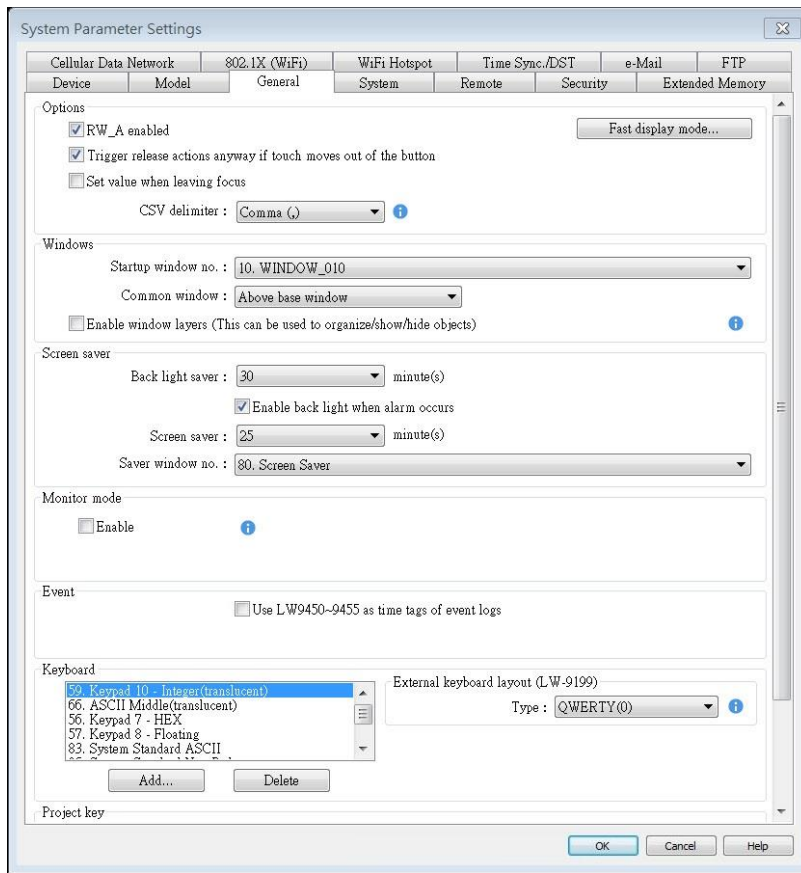 System Parameter Settings
Cellular Data Network 802.1X (WiFi) WiFi Hotspot Time Sync./DST e-Mail FTP
Device Model General System Remote Security Extended Memory
Options
RW_A enabled
Fast display mode...
Trigger release actions anyway if touch moves out of the button
Set value when leaving focus
CSV delimiter : Comma (,)
Windows
Startup window no. : 10. WINDOW_010
Common window : Above base window
Enable window layers (This can be used to organize/show/hide objects)
Screen saver
Back light saver : 30 minute(s)
Enable back light when alarm occurs
Screen saver : 25 minute(s)
Saver window no. : 80. Screen Saver
Monitor mode
Enable
Event
Use LW9450~9455 as time tags of event logs
Keyboard
59. Keypad 10 - Integer(translucent)
66. ASCII Middle(translucent)
56. Keypad 7 - HEX
57. Keypad 8 - Floating
83. System Standard ASCII
Add... Delete
External keyboard layout (LW-9199)
Type : QWERTY(0)
Project key
OK Cancel Help